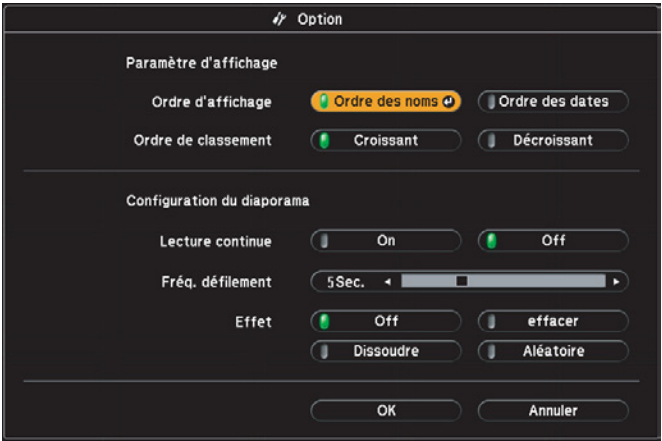 Option
Paramètre d'affichage
Ordre d'affichage Ordre des noms Ordre des dates
Ordre de classement Croissant Décroissant
Configuration du diaporama
Lecture continue On Off
Fréq. défilement 5Sec.
Effet Off effacer
Dissoudre Aléatoire
OK Annuler